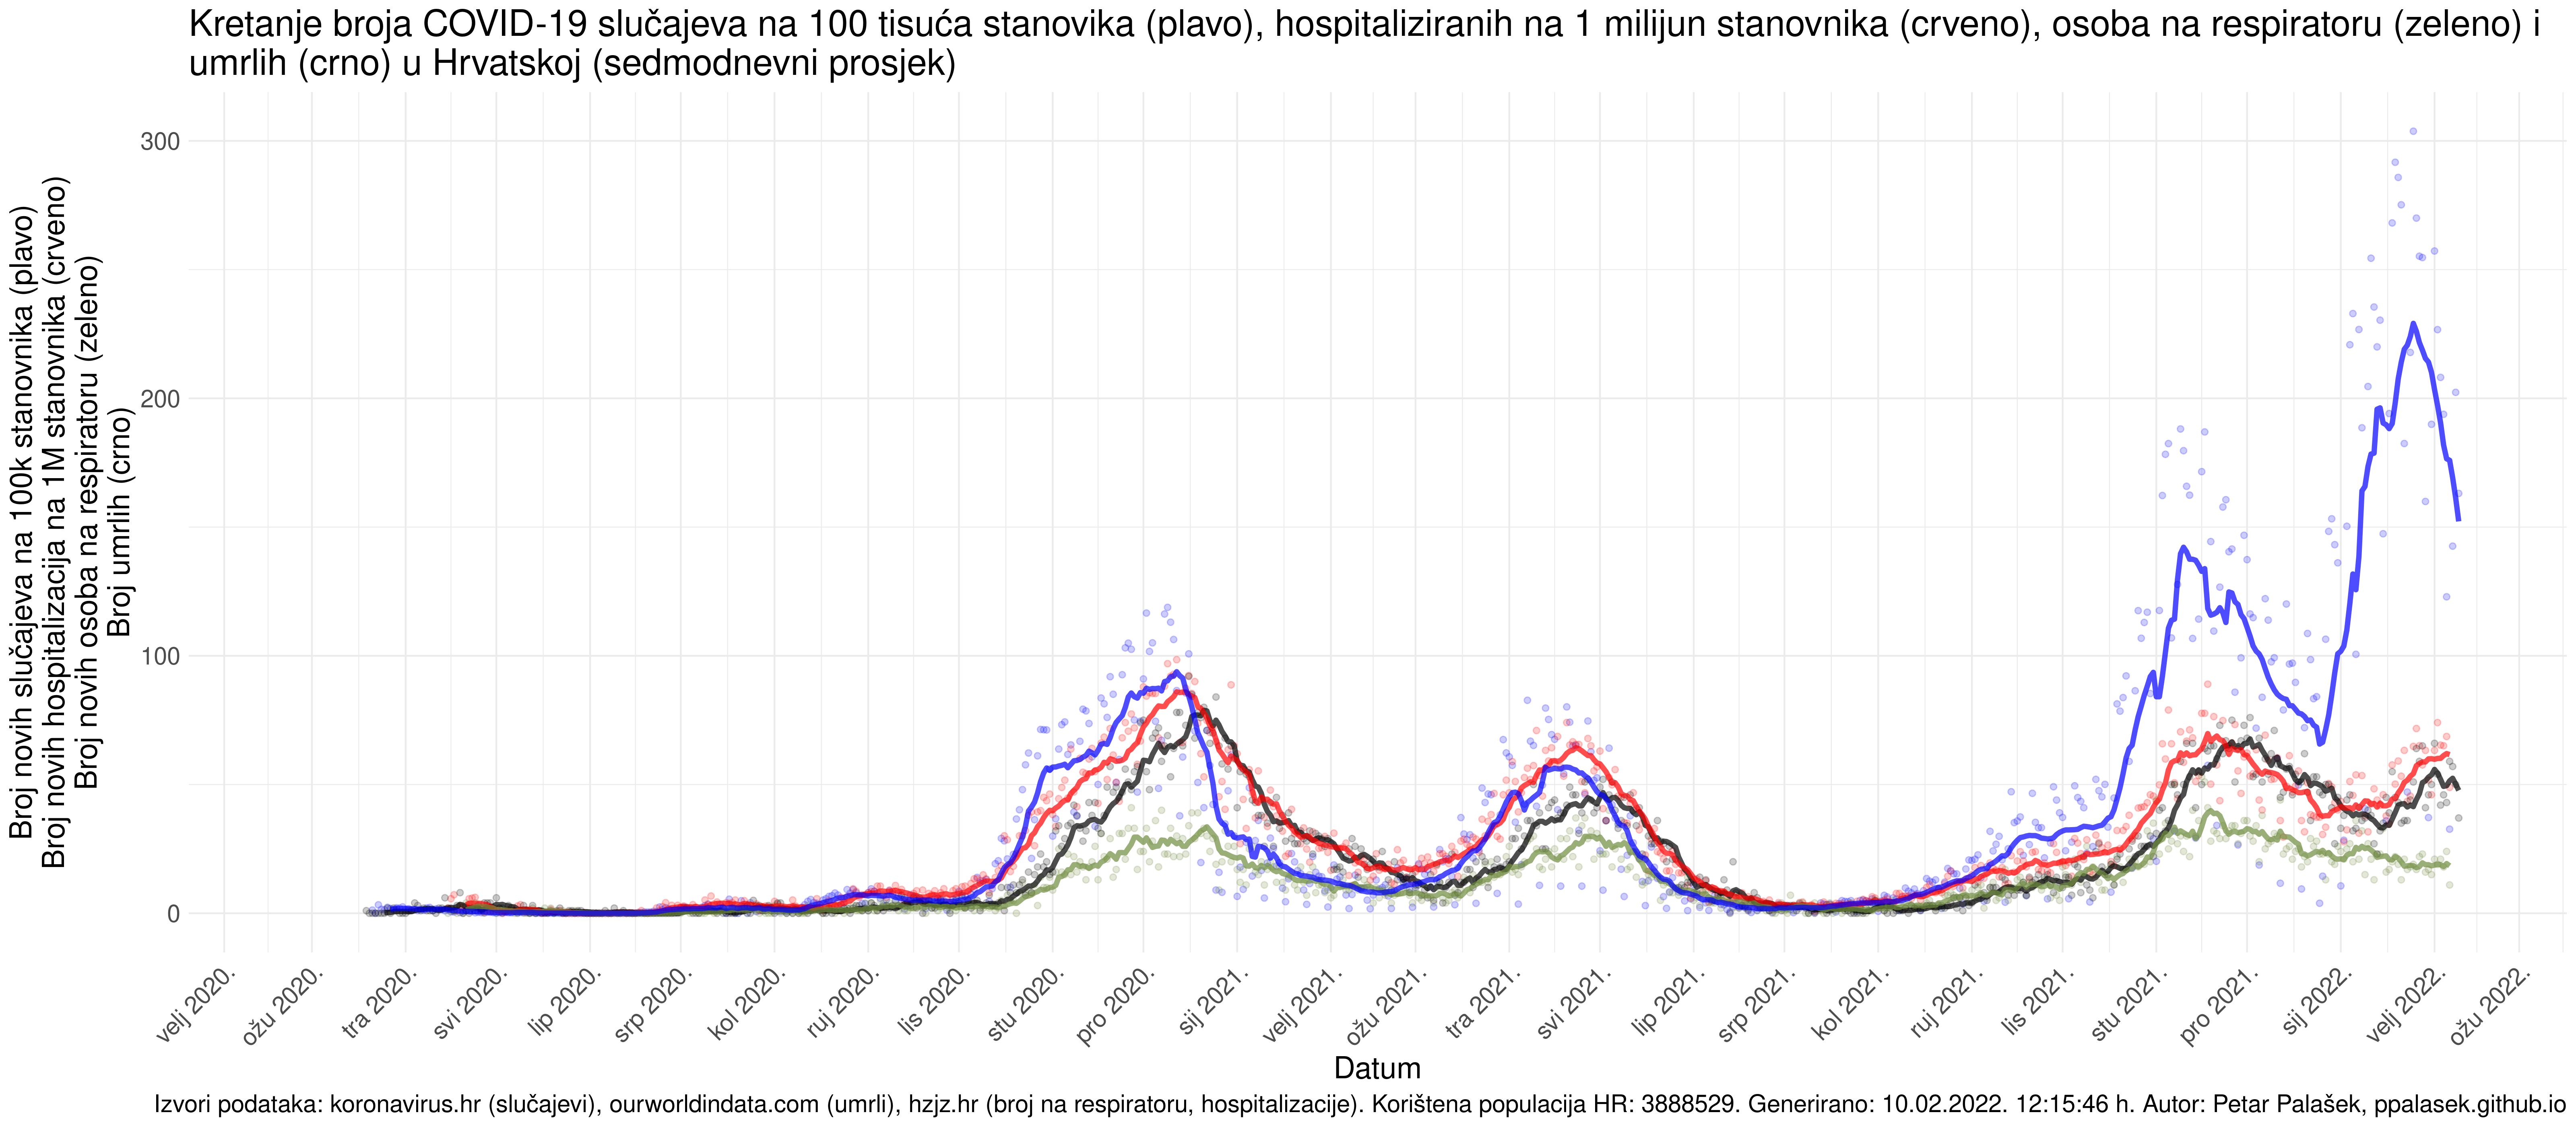 Kretanje broja COVID-19 slučajeva na 100 tisuća stanovika (plavo), hospitaliziranih na 1 milijun stanovnika (crveno), osoba na respiratoru (zeleno) i
umrlih (crno) u Hrvatskoj (sedmodnevni prosjek)
Broj novih slučajeva na 100k stanovnika (plavo)
Broj novih hospitalizacija na 1M stanovnika (crveno)
Broj novih osoba na respiratoru (zeleno)
Broj umrlih (crno)
300
200
100
0
velj 2020.
ožu 2020.
tra 2020.
svi 2020.
lip 2020.
srp 2020.
kol 2020.
ruj 2020.
lis 2020.
stu 2020.
pro 2020.
sij 2021.
velj 2021.
ožu 2021.
tra 2021.
svi 2021.
lip 2021.
srp 2021.
kol 2021.
ruj 2021.
lis 2021.
stu 2021.
pro 2021.
sij 2022.
velj 2022.
ožu 2022.
Datum
Izvori podataka: koronavirus.hr (slučajevi), ourworldindata.com (umrli), hzjz.hr (broj na respiratoru, hospitalizacije). Korištena populacija HR: 3888529. Generirano: 10.02.2022. 12:15:46 h. Autor: Petar Palašek, ppalasek.github.io